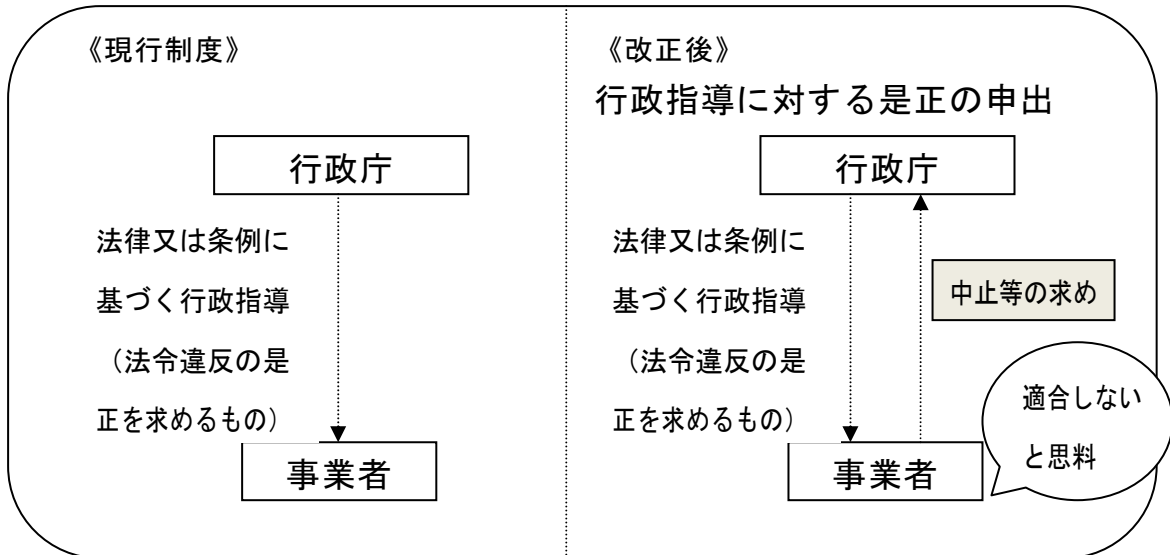 《現行制度》
行政庁
法律又は条例に
基づく行政指導
（法令違反の是
正を求めるもの）
事業者
《改正後》
行政指導に対する是正の申出
行政庁
法律又は条例に
基づく行政指導
（法令違反の是
正を求めるもの）
中止等の求め
適合しない
と思料
事業者